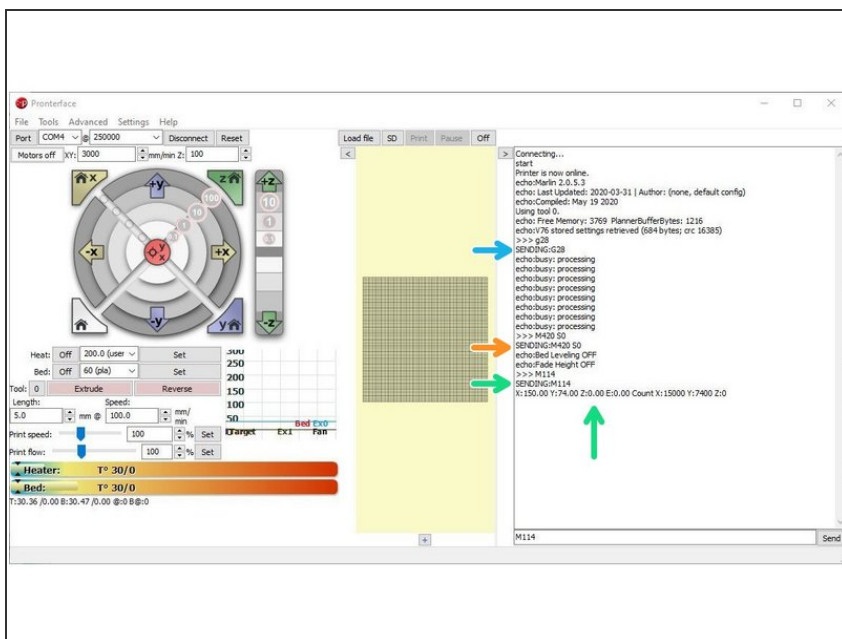 Pronterface
File Tools Advanced Settings Help
Port COM4 @ 250000 Disconnect Reset Load file SD Print Pause Off
Motors off XY: 3000 mm/min Z: 100
< >
x z +z
+y
100
10
1
10
1
-x y x +x
-y
y -z
Heat: Off 200.0 (user Set
Bed: Off 60 (pla) Set
Tool: 0 Extrude Reverse
Length: Speed:
5.0 mm @ 100.0 mm/ min
Print speed: 100 % Set
Print flow: 100 % Set
300
250
200
150
100
50
Bed Ex0
Target Ex1 Fan
Heater: T° 30/0
Bed: T° 30/0
T:30.36 /0.00 B:30.47 /0.00 @:0 B@:0
+
Connecting...
start
Printer is now online.
echo:Marlin 2.0.5.3
echo: Last Updated: 2020-03-31 | Author: (none, default config)
echo:Compiled: May 19 2020
Using tool 0.
echo: Free Memory: 3769 PlannerBufferBytes: 1216
echo:V76 stored settings retrieved (684 bytes; crc 16385)
>>> g28
SENDING:G28
echo:busy: processing
echo:busy: processing
echo:busy: processing
echo:busy: processing
echo:busy: processing
echo:busy: processing
echo:busy: processing
>>> M420 S0
SENDING:M420 S0
echo:Bed Leveling OFF
echo:Fade Height OFF
>>> M114
SENDING:M114
X:150.00 Y:74.00 Z:0.00 E:0.00 Count X:15000 Y:7400 Z:0
M114 Send